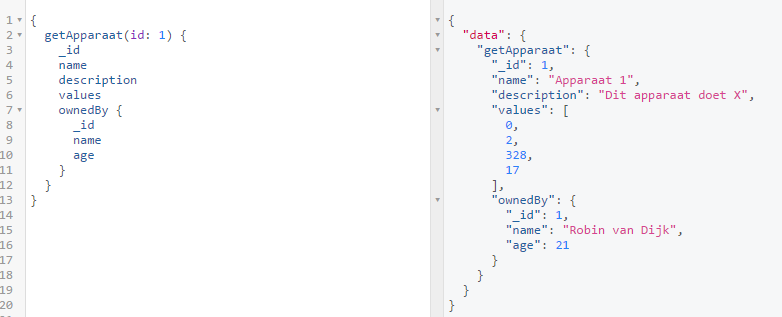 1 {
2 getApparaat(id: 1) {
3 _id
4 name
5 description
6 values
7 ownedBy {
8 _id
9 name
10 age
11 }
12 }
13 }
14
15
16
17
18
19
20
{
"data": {
"getApparaat": {
"_id": 1,
"name": "Apparaat 1",
"description": "Dit apparaat doet X",
"values": [
0,
2,
328,
17
],
"ownedBy": {
"_id": 1,
"name": "Robin van Dijk",
"age": 21
}
}
}
}